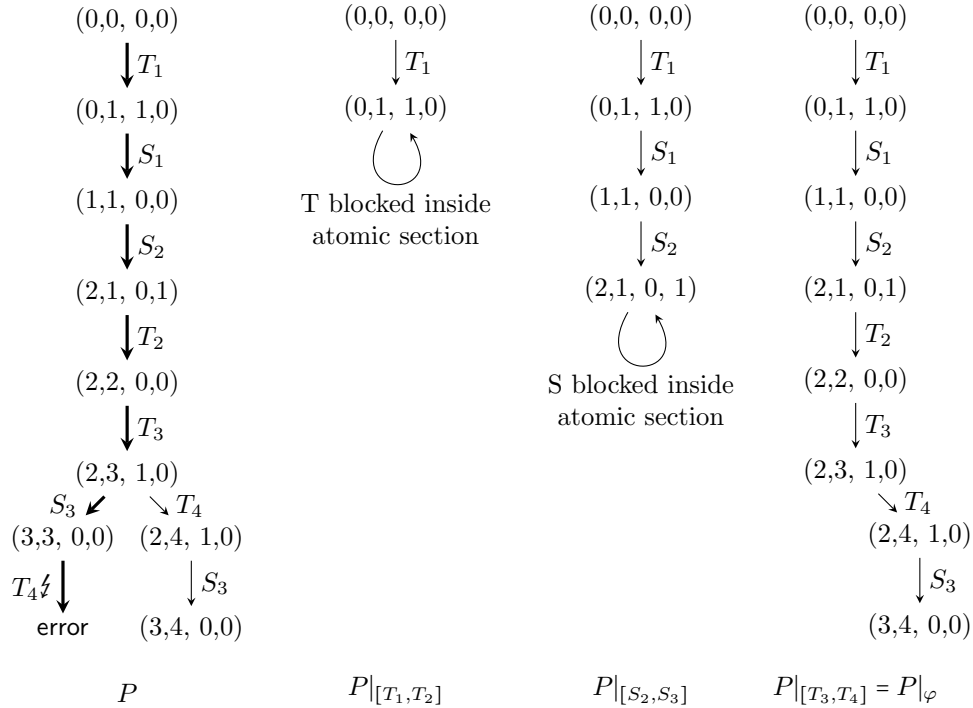 (0,0, 0,0) (0,0, 0,0) (0,0, 0,0) (0,0, 0,0)
T₁ T₁ T₁ T₁
(0,1, 1,0) (0,1, 1,0) (0,1, 1,0) (0,1, 1,0)
S₁ S₁ S₁
(1,1, 0,0) T blocked inside (1,1, 0,0) (1,1, 0,0)
atomic section
S₂ S₂ S₂
(2,1, 0,1) (2,1, 0, 1) (2,1, 0,1)
T₂ T₂
(2,2, 0,0) S blocked inside (2,2, 0,0)
atomic section
T₃ T₃
(2,3, 1,0) (2,3, 1,0)
S₃ T₄ T₄
(3,3, 0,0) (2,4, 1,0) (2,4, 1,0)
T₄↯ S₃ S₃
error (3,4, 0,0) (3,4, 0,0)
P P|[T₁,T₂] P|[S₂,S₃] P|[T₃,T₄] = P|φ